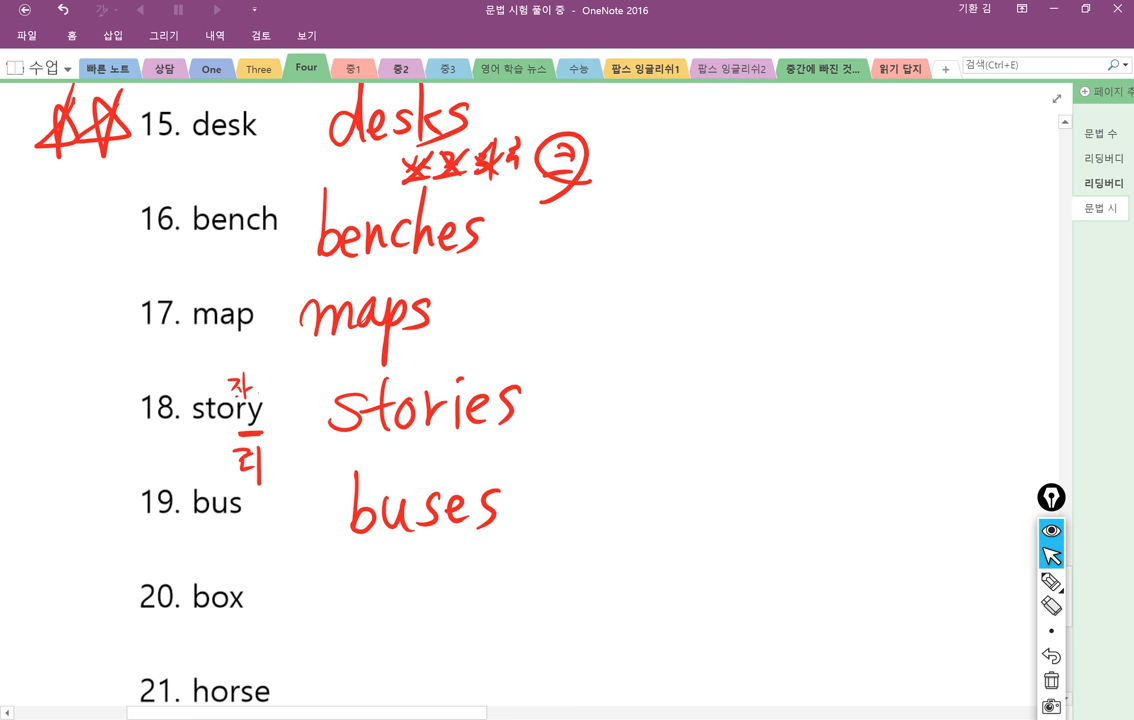 문법 시험 풀이 중 - OneNote 2016
기환 김
파일 홈 삽입 그리기 내역 검토 보기
수업 빠른 노트 상담 One Three Four 중1 중2 중3 영어 학습 뉴스 수능 팝스 잉글리쉬1 팝스 잉글리쉬2 중간에 빠진 것... 읽기 답지 + 검색(Ctrl+E)
페이지 추
문법 수
리딩버디
리딩버디
문법 시
15. desk desks
16. bench benches
17. map maps
자
18. story stories
리
19. bus buses
20. box
21. horse